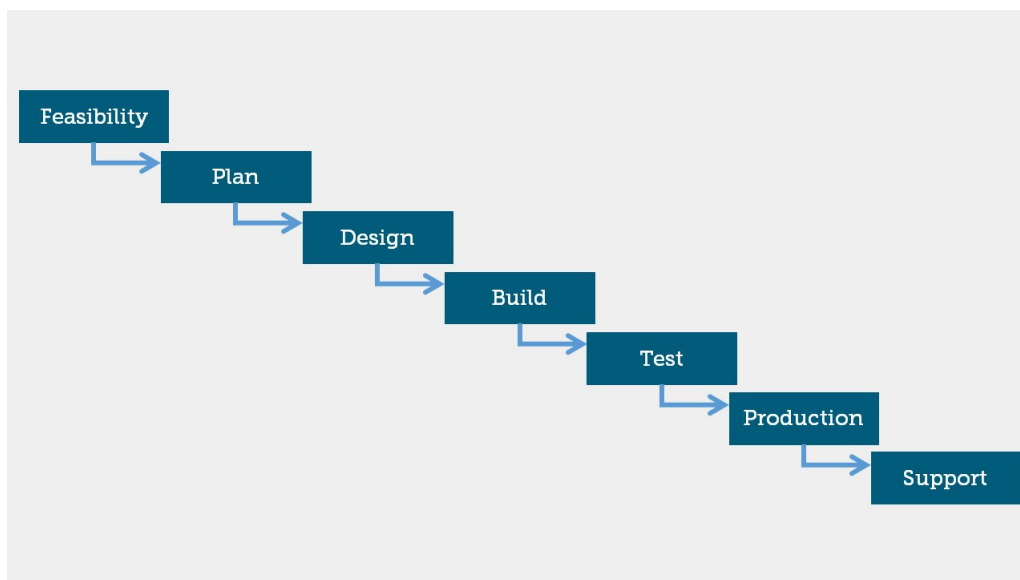 Feasibility
Plan
Design
Build
Test
Production
Support